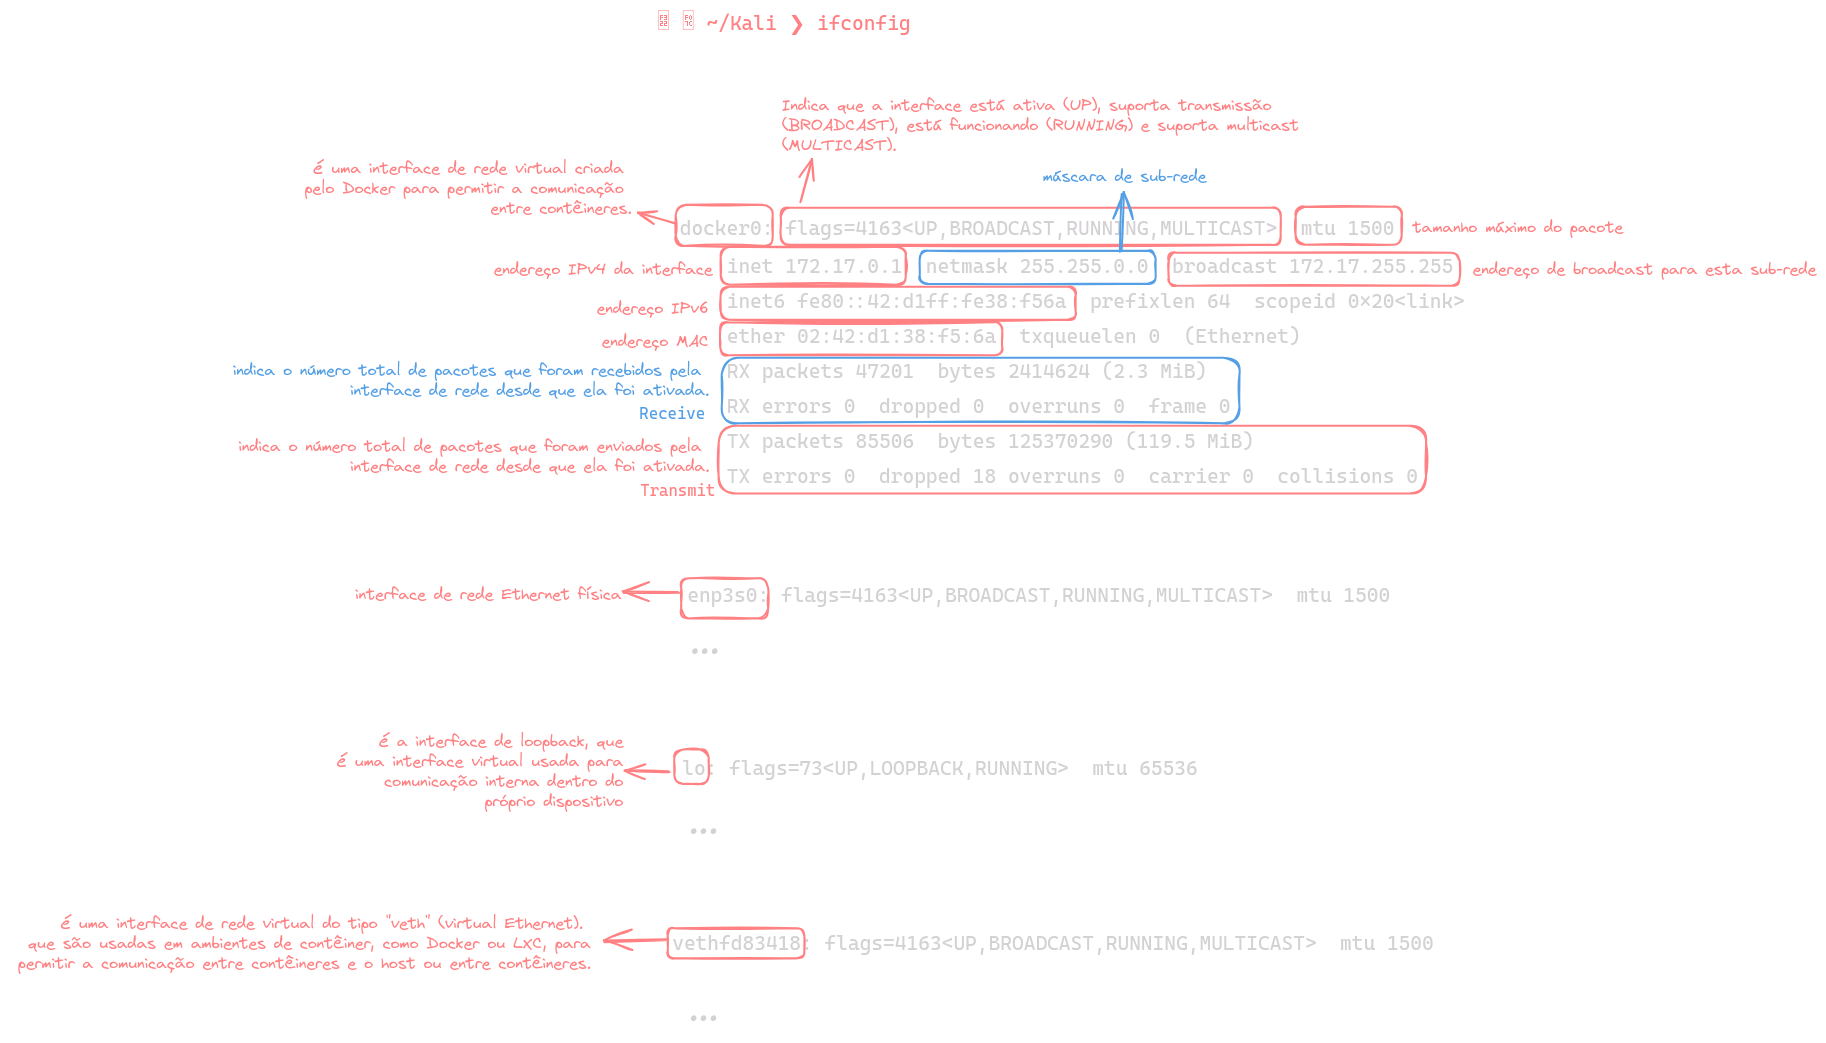 ~/Kali ❯ ifconfig
Indica que a interface está ativa (UP), suporta transmissão
(BROADCAST), está funcionando (RUNNING) e suporta multicast
(MULTICAST).
é uma interface de rede virtual criada
pelo Docker para permitir a comunicação
entre contêineres.
máscara de sub-rede
docker0: flags=4163<UP,BROADCAST,RUNNING,MULTICAST> mtu 1500 tamanho máximo do pacote
endereço IPv4 da interface inet 172.17.0.1 netmask 255.255.0.0 broadcast 172.17.255.255 endereço de broadcast para esta sub-rede
endereço IPv6 inet6 fe80::42:d1ff:fe38:f56a prefixlen 64 scopeid 0×20<link>
endereço MAC ether 02:42:d1:38:f5:6a txqueuelen 0 (Ethernet)
indica o número total de pacotes que foram recebidos pela
interface de rede desde que ela foi ativada.
Receive
RX packets 47201 bytes 2414624 (2.3 MiB)
RX errors 0 dropped 0 overruns 0 frame 0
indica o número total de pacotes que foram enviados pela
interface de rede desde que ela foi ativada.
Transmit
TX packets 85506 bytes 125370290 (119.5 MiB)
TX errors 0 dropped 18 overruns 0 carrier 0 collisions 0
interface de rede Ethernet física enp3s0: flags=4163<UP,BROADCAST,RUNNING,MULTICAST> mtu 1500
...
é a interface de loopback, que
é uma interface virtual usada para
comunicação interna dentro do
próprio dispositivo
lo: flags=73<UP,LOOPBACK,RUNNING> mtu 65536
...
é uma interface de rede virtual do tipo "veth" (virtual Ethernet).
que são usadas em ambientes de contêiner, como Docker ou LXC, para
permitir a comunicação entre contêineres e o host ou entre contêineres.
vethfd83418: flags=4163<UP,BROADCAST,RUNNING,MULTICAST> mtu 1500
...